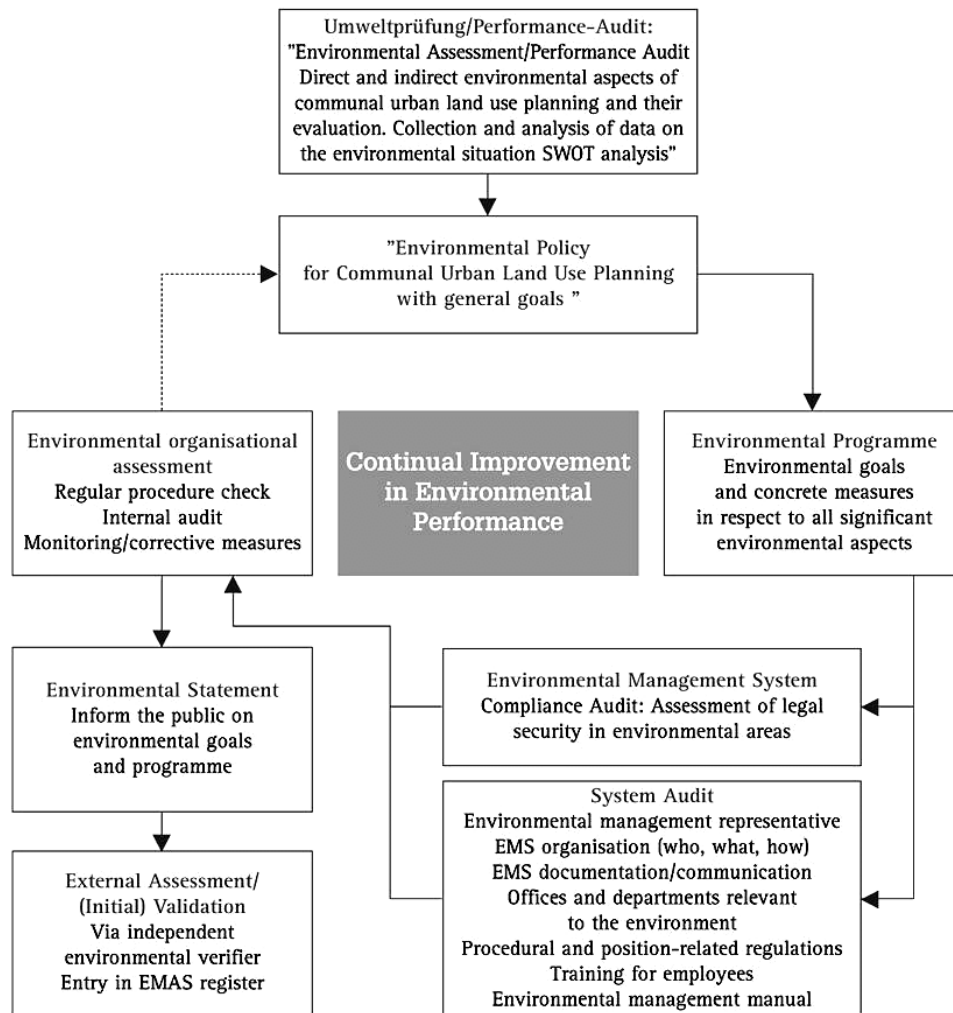 Umweltprüfung/Performance-Audit:
”Environmental Assessment/Performance Audit
Direct and indirect environmental aspects of
communal urban land use planning and their
evaluation. Collection and analysis of data on
the environmental situation SWOT analysis”
”Environmental Policy
for Communal Urban Land Use Planning
with general goals ”
Environmental organisational
assessment
Regular procedure check
Internal audit
Monitoring/corrective measures
Continual Improvement
in Environmental
Performance
Environmental Programme
Environmental goals
and concrete measures
in respect to all significant
environmental aspects
Environmental Statement
Inform the public on
environmental goals
and programme
Environmental Management System
Compliance Audit: Assessment of legal
security in environmental areas
External Assessment/
(Initial) Validation
Via independent
environmental verifier
Entry in EMAS register
System Audit
Environmental management representative
EMS organisation (who, what, how)
EMS documentation/communication
Offices and departments relevant
to the environment
Procedural and position-related regulations
Training for employees
Environmental management manual